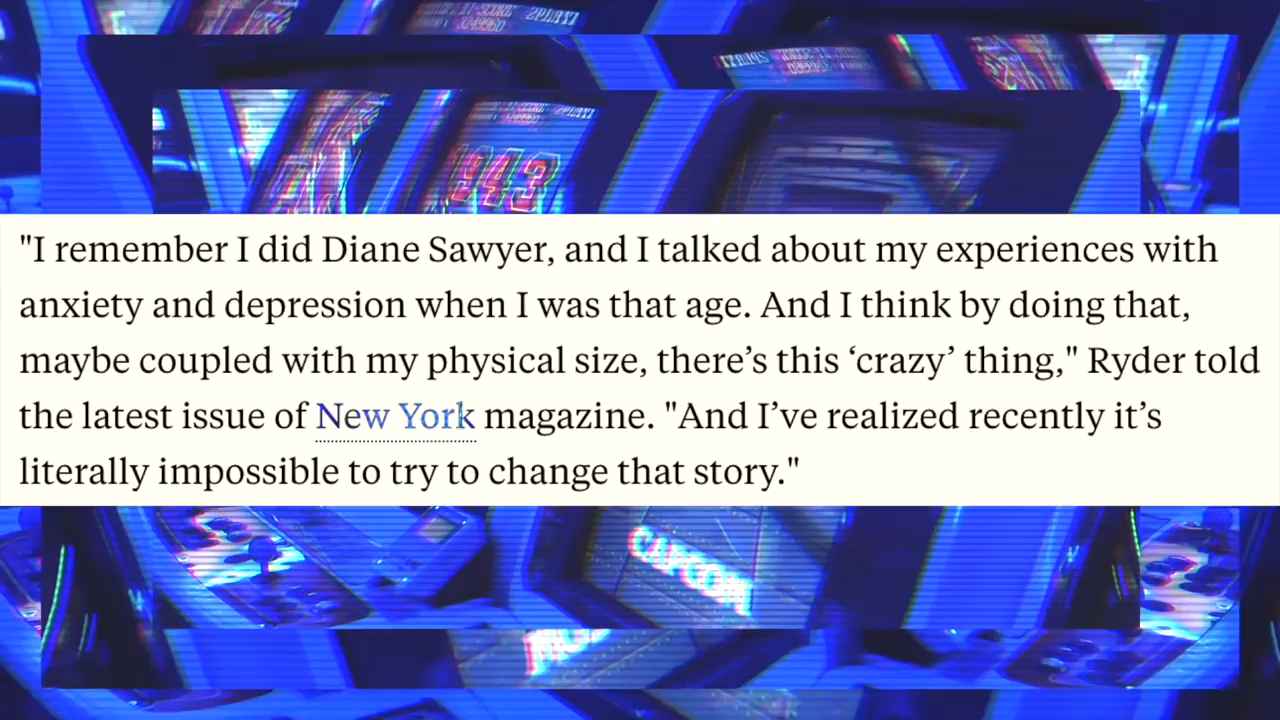 943
"I remember I did Diane Sawyer, and I talked about my experiences with
anxiety and depression when I was that age. And I think by doing that,
maybe coupled with my physical size, there’s this ‘crazy’ thing," Ryder told
the latest issue of New York magazine. "And I’ve realized recently it’s
literally impossible to try to change that story."
CAPCOM